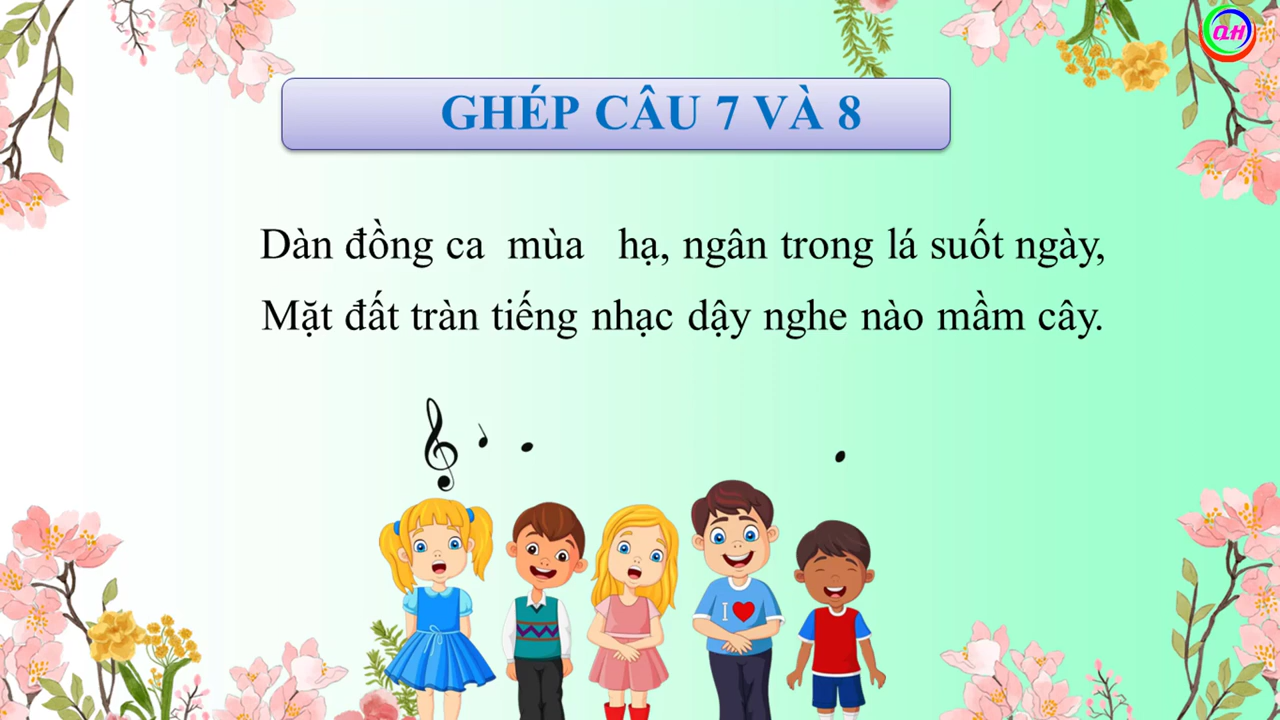 QH
GHÉP CÂU 7 VÀ 8
Dàn đồng ca mùa hạ, ngân trong lá suốt ngày,
Mặt đất tràn tiếng nhạc dậy nghe nào mầm cây.
I